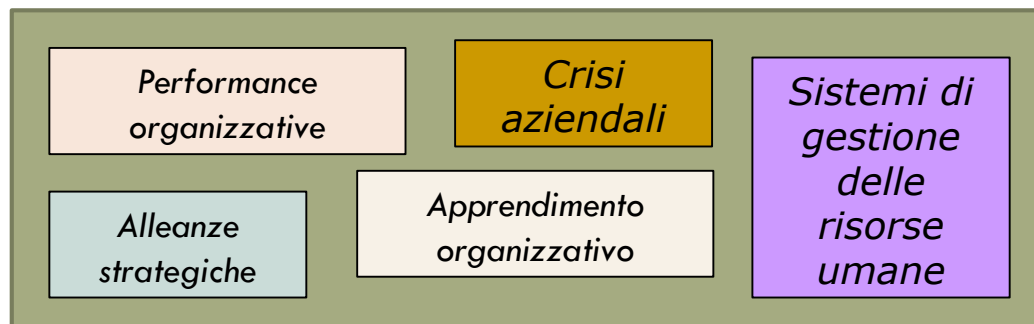 Performance
organizzative
Crisi
aziendali
Sistemi di
gestione
delle
risorse
umane
Alleanze
strategiche
Apprendimento
organizzativo